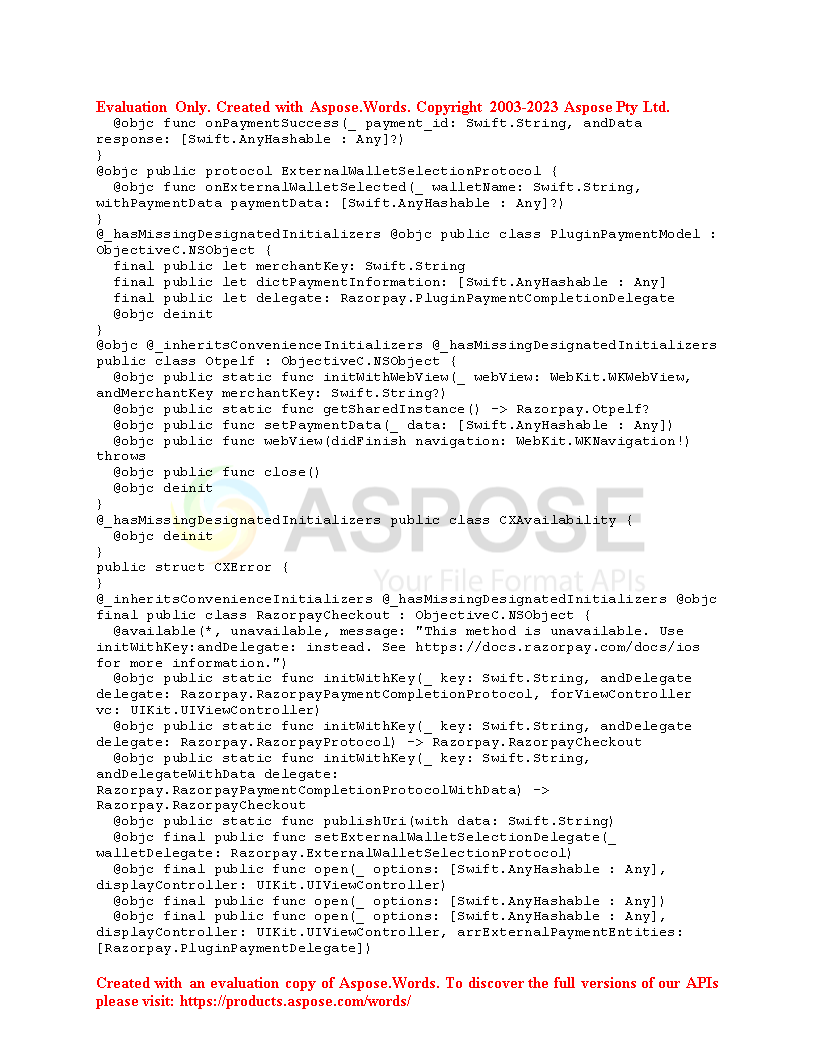 Evaluation Only. Created with Aspose.Words. Copyright 2003-2023 Aspose Pty Ltd.
  @objc func onPaymentSuccess(_ payment_id: Swift.String, andData
response: [Swift.AnyHashable : Any]?)
}
@objc public protocol ExternalWalletSelectionProtocol {
  @objc func onExternalWalletSelected(_ walletName: Swift.String,
withPaymentData paymentData: [Swift.AnyHashable : Any]?)
}
@_hasMissingDesignatedInitializers @objc public class PluginPaymentModel :
ObjectiveC.NSObject {
  final public let merchantKey: Swift.String
  final public let dictPaymentInformation: [Swift.AnyHashable : Any]
  final public let delegate: Razorpay.PluginPaymentCompletionDelegate
  @objc deinit
}
@objc @_inheritsConvenienceInitializers @_hasMissingDesignatedInitializers
public class Otpelf : ObjectiveC.NSObject {
  @objc public static func initWithWebView(_ webView: WebKit.WKWebView,
andMerchantKey merchantKey: Swift.String?)
  @objc public static func getSharedInstance() -> Razorpay.Otpelf?
  @objc public func setPaymentData(_ data: [Swift.AnyHashable : Any])
  @objc public func webView(didFinish navigation: WebKit.WKNavigation!)
throws
  @objc public func close()
  @objc deinit
}
@_hasMissingDesignatedInitializers public class CXAvailability {
  @objc deinit
}
public struct CXError {
}
@_inheritsConvenienceInitializers @_hasMissingDesignatedInitializers @objc
final public class RazorpayCheckout : ObjectiveC.NSObject {
  @available(*, unavailable, message: "This method is unavailable. Use
initWithKey:andDelegate: instead. See https://docs.razorpay.com/docs/ios
for more information.")
  @objc public static func initWithKey(_ key: Swift.String, andDelegate
delegate: Razorpay.RazorpayPaymentCompletionProtocol, forViewController
vc: UIKit.UIViewController)
  @objc public static func initWithKey(_ key: Swift.String, andDelegate
delegate: Razorpay.RazorpayProtocol) -> Razorpay.RazorpayCheckout
  @objc public static func initWithKey(_ key: Swift.String,
andDelegateWithData delegate:
Razorpay.RazorpayPaymentCompletionProtocolWithData) ->
Razorpay.RazorpayCheckout
  @objc public static func publishUri(with data: Swift.String)
  @objc final public func setExternalWalletSelectionDelegate(_
walletDelegate: Razorpay.ExternalWalletSelectionProtocol)
  @objc final public func open(_ options: [Swift.AnyHashable : Any],
displayController: UIKit.UIViewController)
  @objc final public func open(_ options: [Swift.AnyHashable : Any])
  @objc final public func open(_ options: [Swift.AnyHashable : Any],
displayController: UIKit.UIViewController, arrExternalPaymentEntities:
[Razorpay.PluginPaymentDelegate])
ASPOSE
Your File Format APIs
Created with an evaluation copy of Aspose.Words. To discover the full versions of our APIs
please visit: https://products.aspose.com/words/